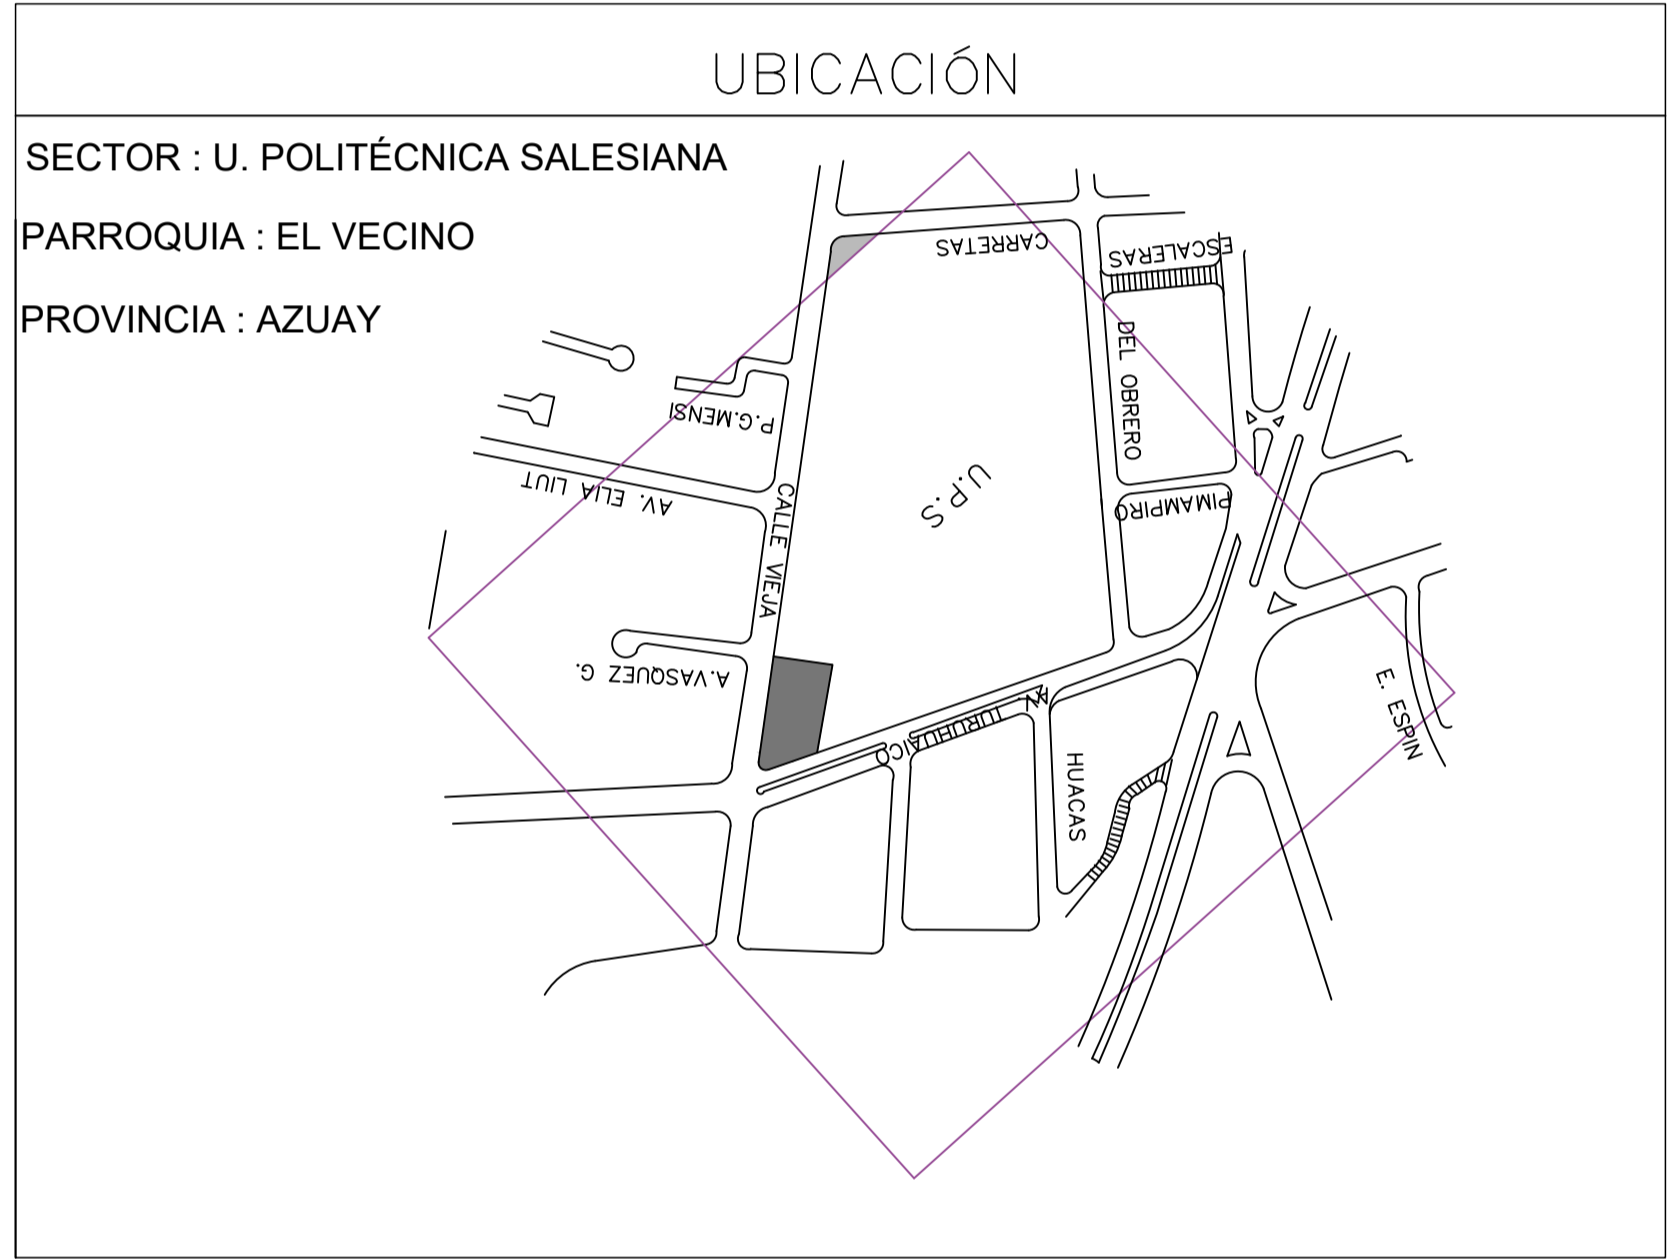 UBICACIÓN
SECTOR : U. POLITÉCNICA SALESIANA
PARROQUIA : EL VECINO
PROVINCIA : AZUAY
CARRETAS
ESCALERAS
DEL OBRERO
P.G.MENSI
AV. ELIA LIUT
CALLE VIEJA
U.P.S
PIMAMPIRO
A.VASQUEZ G.
AV. TURUHUAICO
HUACAS
E. ESPIN